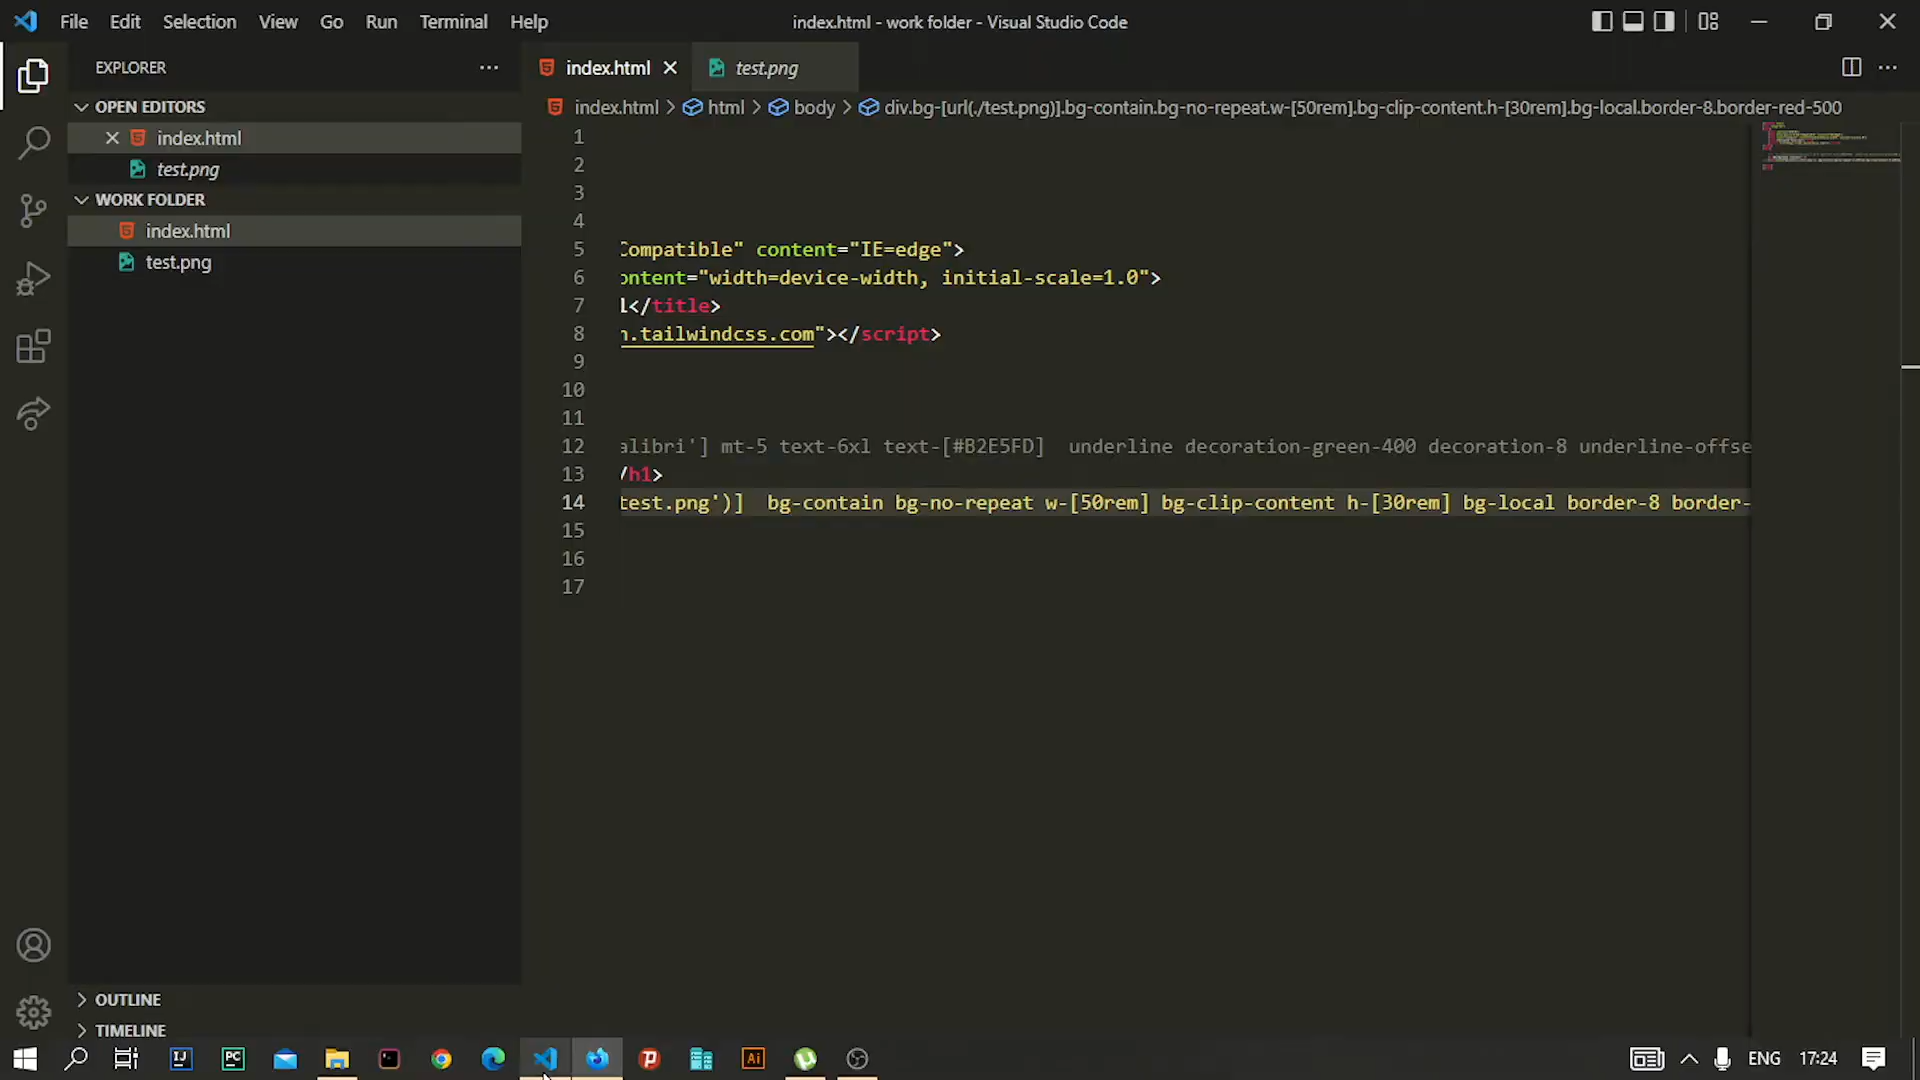 File Edit Selection View Go Run Terminal Help
index.html - work folder - Visual Studio Code
EXPLORER
OPEN EDITORS
index.html
test.png
WORK FOLDER
index.html
test.png
OUTLINE
TIMELINE
index.html
test.png
index.html > html > body > div.bg-[url(./test.png)].bg-contain.bg-no-repeat.w-[50rem].bg-clip-content.h-[30rem].bg-local.border-8.border-red-500
1
2
3
4
5 Compatible" content="IE=edge">
6 ontent="width=device-width, initial-scale=1.0">
7 l</title>
8 n.tailwindcss.com"></script>
9
10
11
12 alibri'] mt-5 text-6xl text-[#B2E5FD]  underline decoration-green-400 decoration-8 underline-offse
13 /h1>
14 test.png')]  bg-contain bg-no-repeat w-[50rem] bg-clip-content h-[30rem] bg-local border-8 border-
15
16
17
IJ
PC
Ai
ENG
17:24